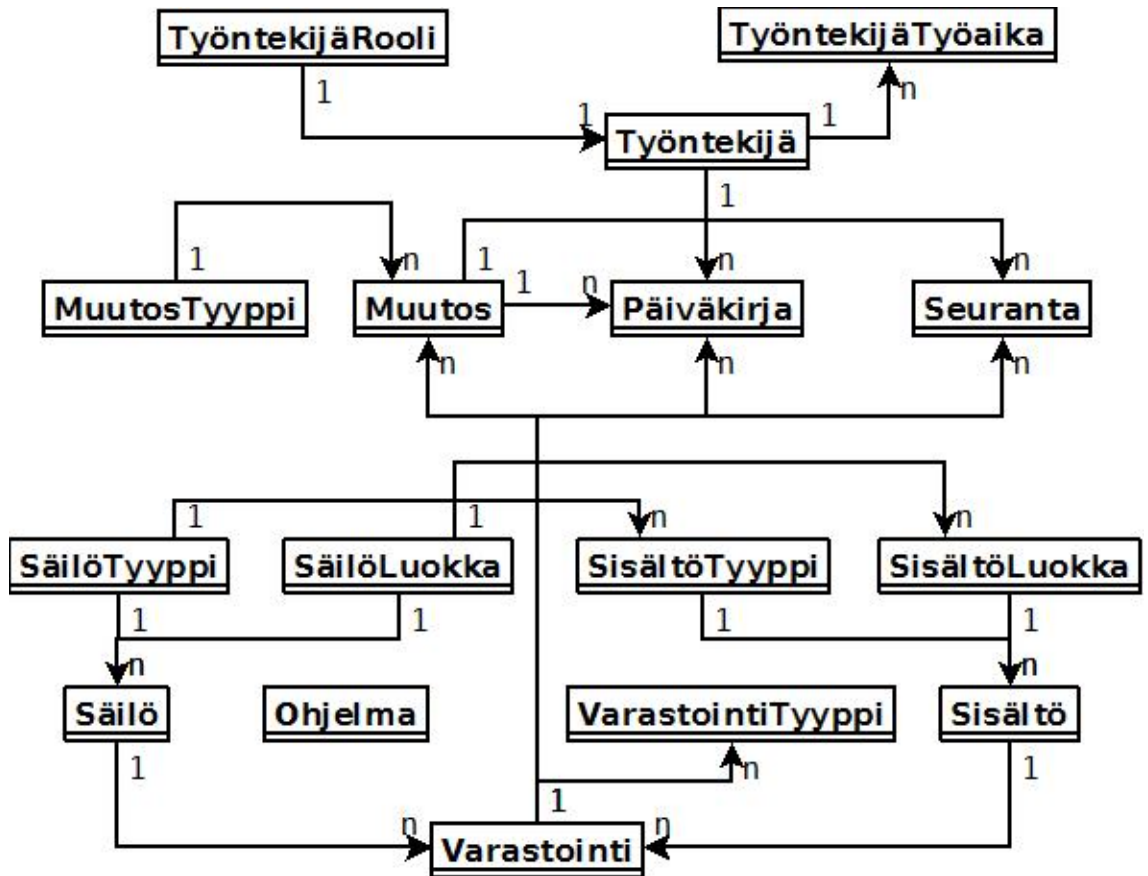 TyöntekijäRooli
TyöntekijäTyöaika
1
n
1
1
Työntekijä
1
1
n
1
n
n
1
n
MuutosTyyppi
Muutos
Päiväkirja
Seuranta
n
n
n
1
1
n
n
SäilöTyyppi
SäilöLuokka
SisältöTyyppi
SisältöLuokka
1
1
1
1
n
n
Säilö
Ohjelma
VarastointiTyyppi
Sisältö
1
n
1
1
n
n
Varastointi